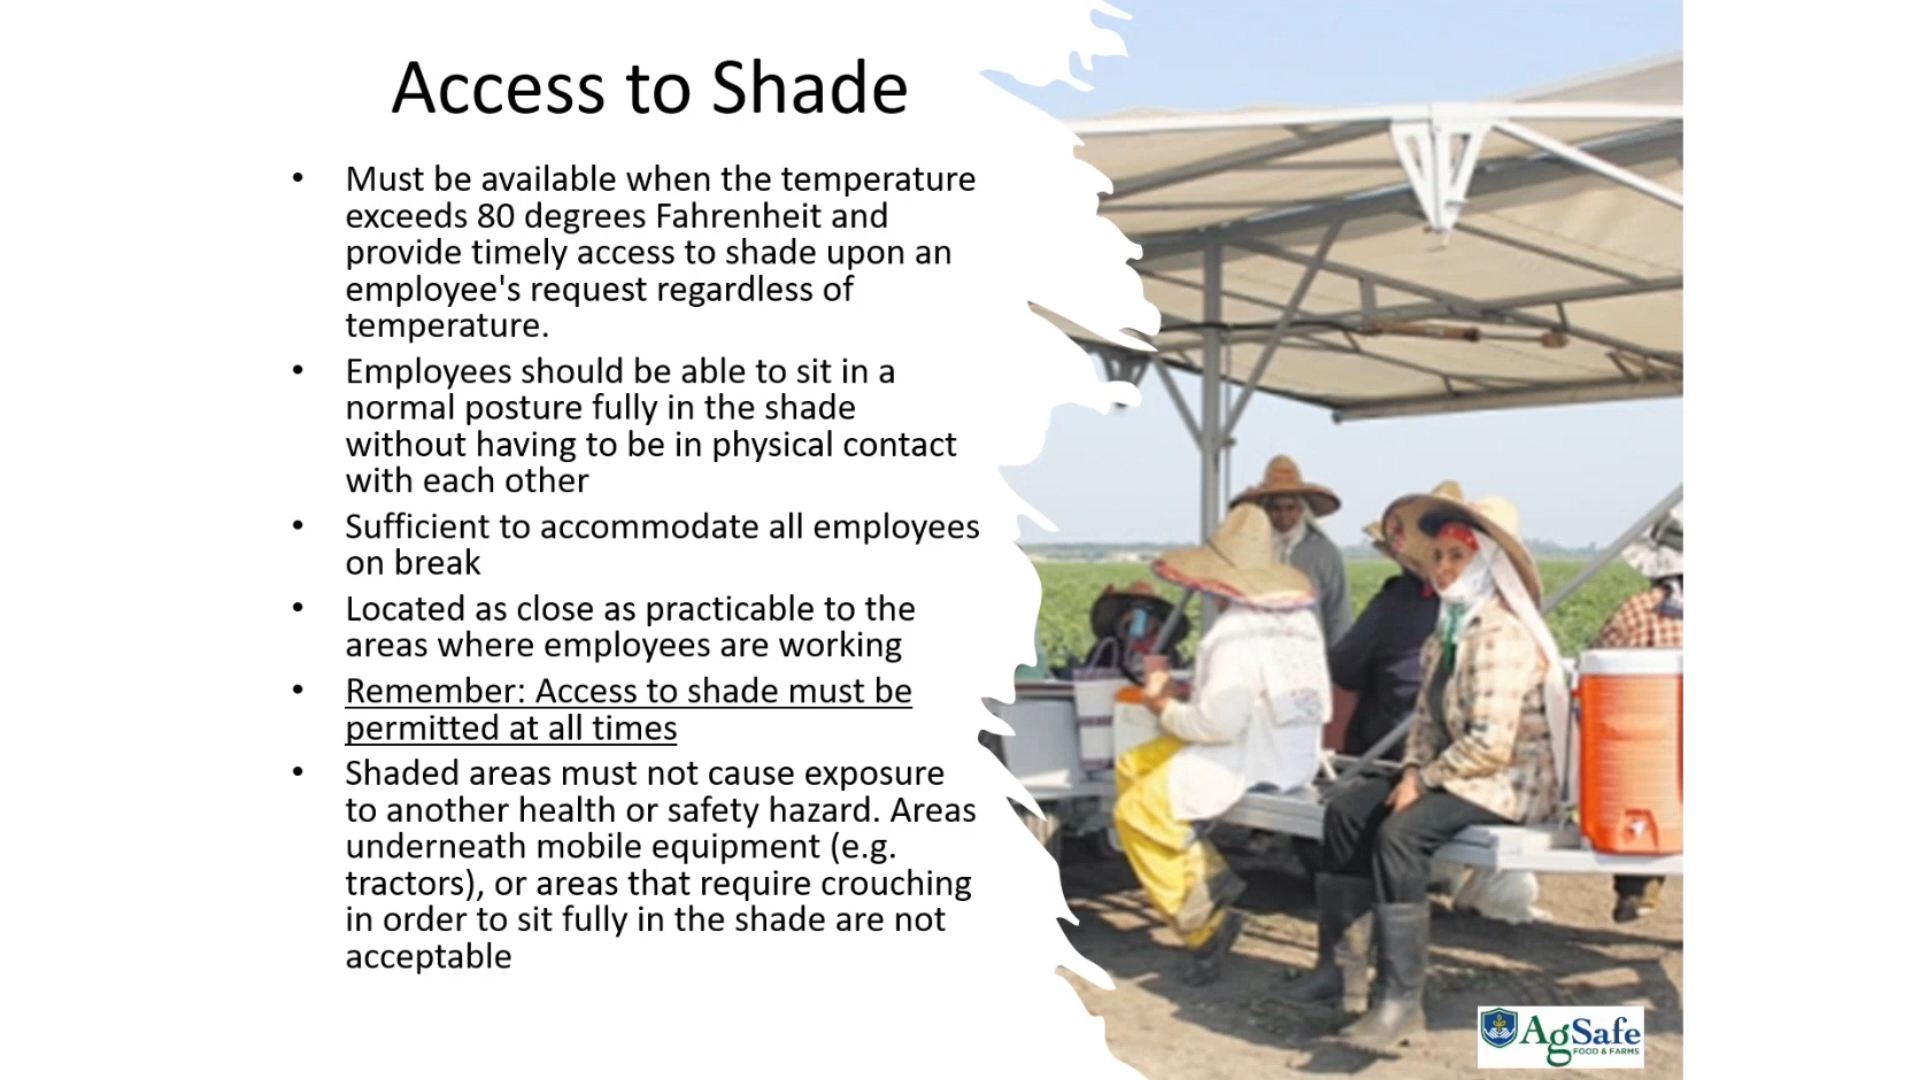 Access to Shade
• Must be available when the temperature
exceeds 80 degrees Fahrenheit and
provide timely access to shade upon an
employee's request regardless of
temperature.
• Employees should be able to sit in a
normal posture fully in the shade
without having to be in physical contact
with each other
• Sufficient to accommodate all employees
on break
• Located as close as practicable to the
areas where employees are working
• Remember: Access to shade must be
permitted at all times
• Shaded areas must not cause exposure
to another health or safety hazard. Areas
underneath mobile equipment (e.g.
tractors), or areas that require crouching
in order to sit fully in the shade are not
acceptable
AgSafe
FOOD & FARMS